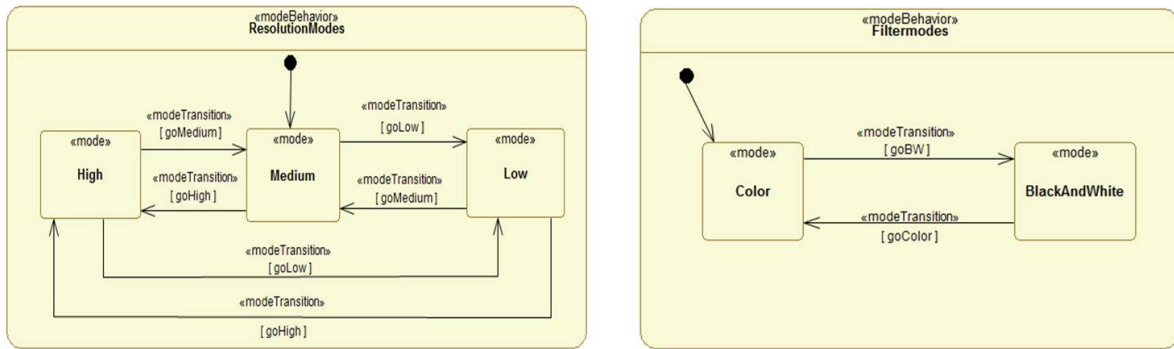 «modeBehavior»
ResolutionModes
«modeTransition»
[ goMedium ]
«modeTransition»
[ goLow ]
«mode»
High
«mode»
Medium
«mode»
Low
«modeTransition»
[ goHigh ]
«modeTransition»
[ goMedium ]
«modeTransition»
[ goLow ]
«modeTransition»
[ goHigh ]
«modeBehavior»
Filtermodes
«mode»
Color
«modeTransition»
[ goBW ]
«mode»
BlackAndWhite
«modeTransition»
[ goColor ]